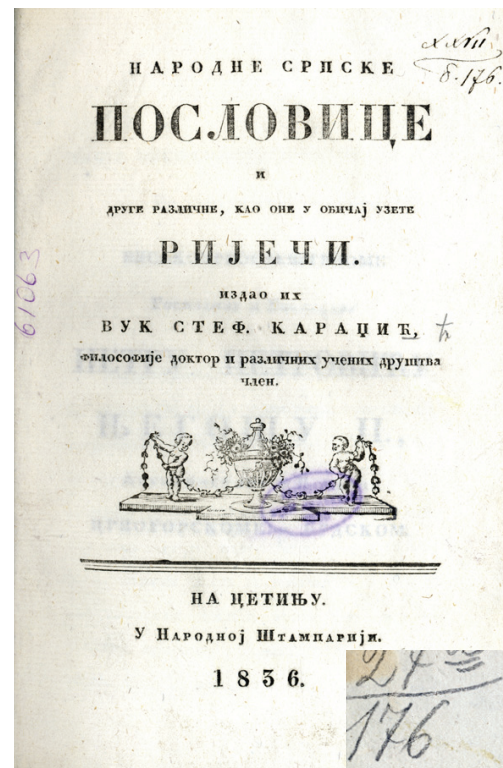 XXVII
8.176.
НАРОДНЕ СРПСКЕ
ПОСЛОВИЦЕ
и
ДРУГЕ РАЗЛИЧНЕ, КАО ОНЕ У ОБИЧАЈ УЗЕТЕ
РИЈЕЧИ.
издао их
ВУК СТЕФ. КАРАЏИЋ,
философије доктор и различних учених друштва
член.
61063
НА ЦЕТИЊУ.
У Народној Штампарији.
1836.
176